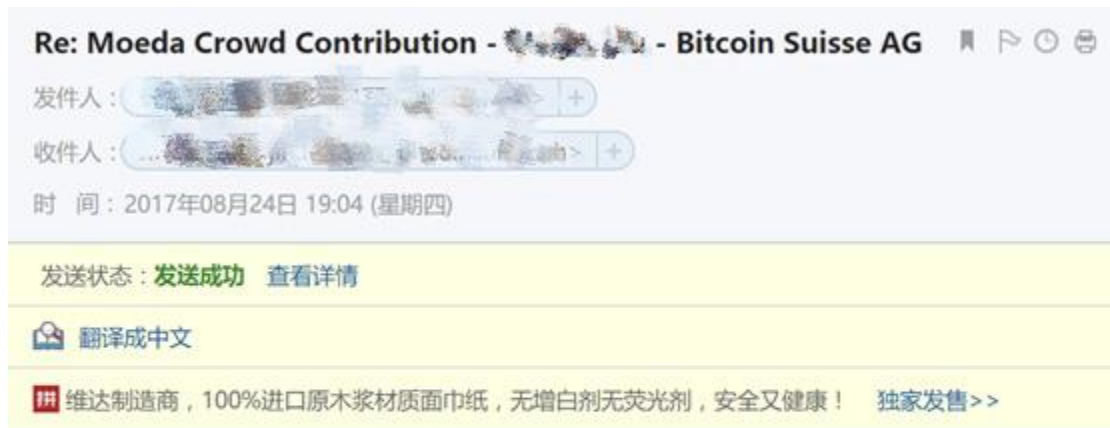 Re: Moeda Crowd Contribution - - Bitcoin Suisse AG
发件人：
收件人：
时 间：2017年08月24日 19:04 (星期四)
发送状态：发送成功 查看详情
翻译成中文
拼 维达制造商，100%进口原木浆材质面巾纸，无增白剂无荧光剂，安全又健康！ 独家发售>>